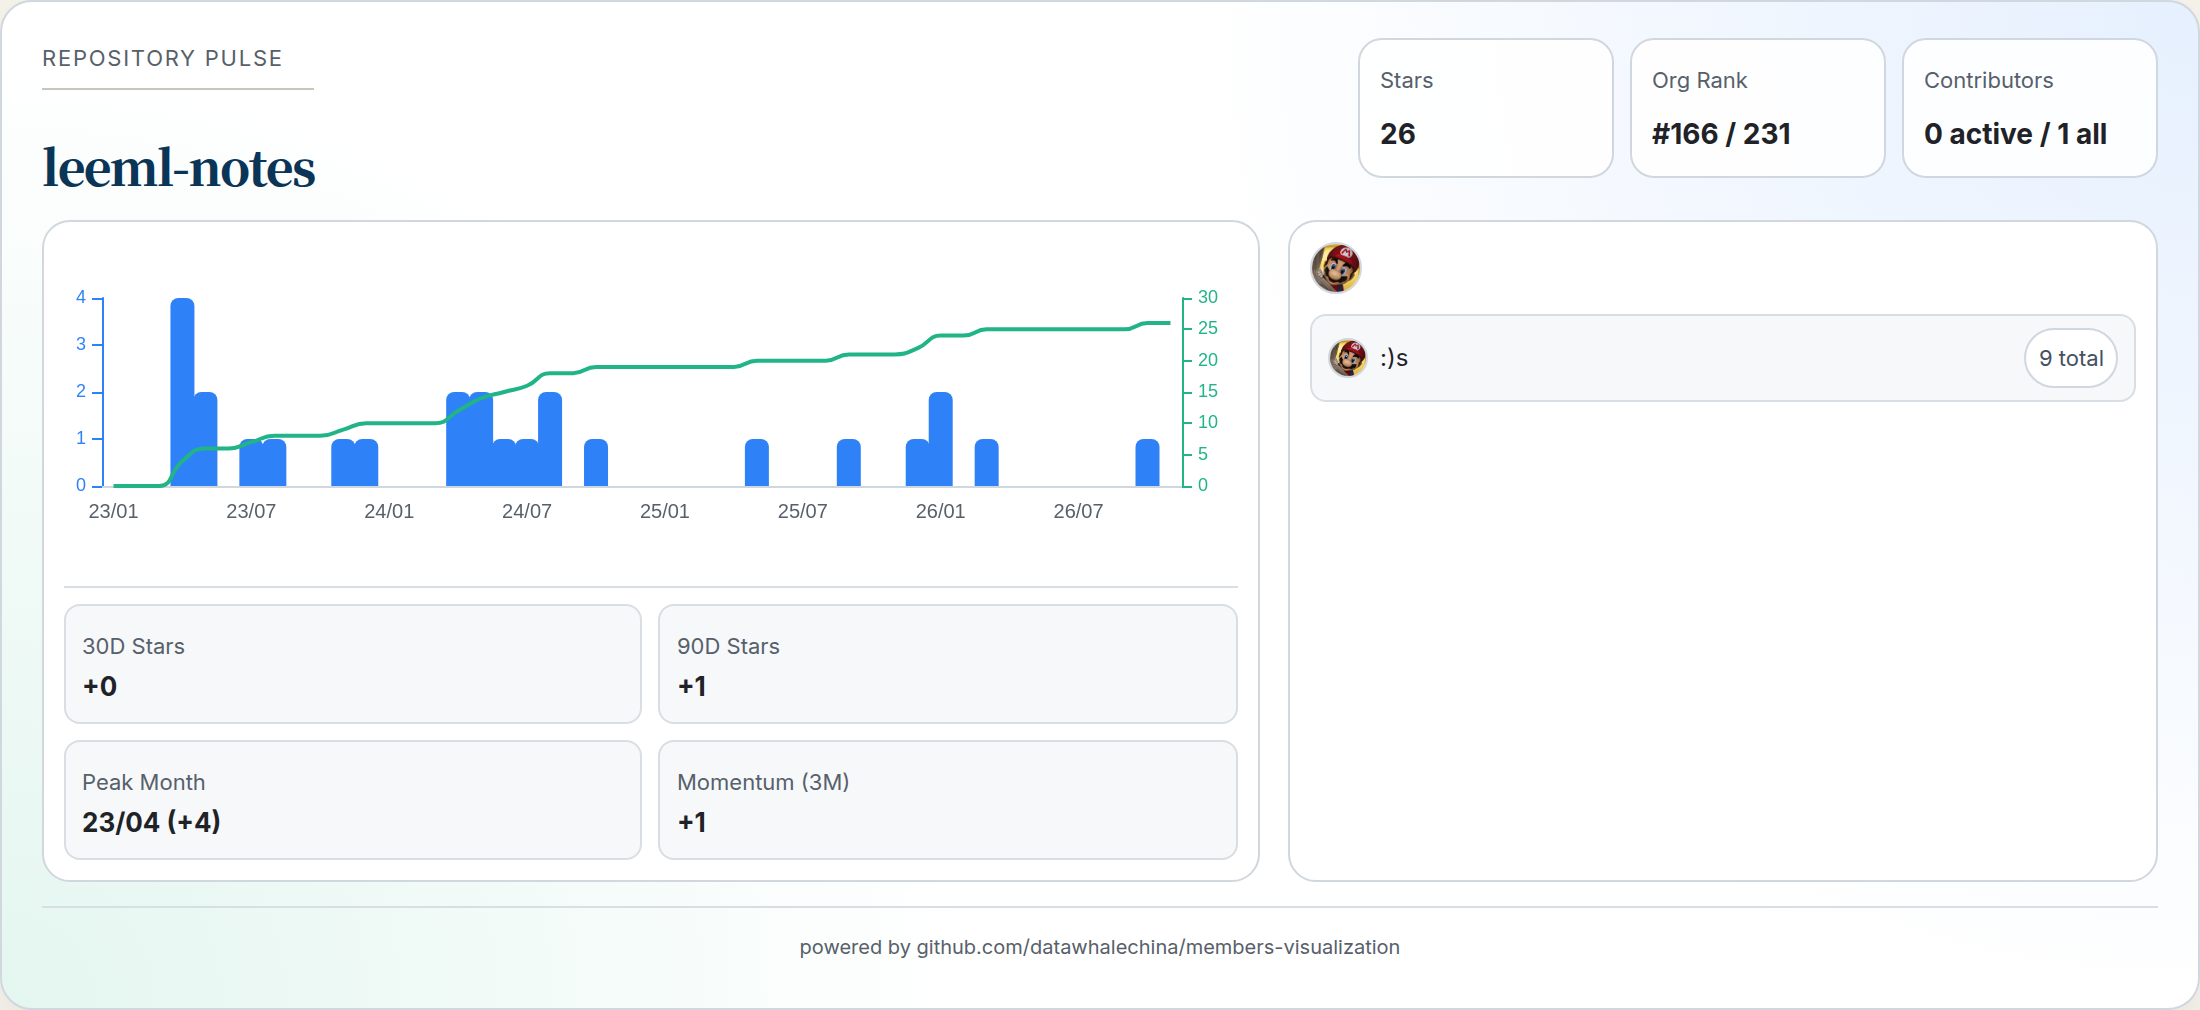 REPOSITORY PULSE
leeml-notes
Stars
26
Org Rank
#166 / 231
Contributors
0 active / 1 all
4
3
2
1
0
30
25
20
15
10
5
0
23/01
23/07
24/01
24/07
25/01
25/07
26/01
26/07
30D Stars
+0
90D Stars
+1
Peak Month
23/04 (+4)
Momentum (3M)
+1
:)s
9 total
powered by github.com/datawhalechina/members-visualization